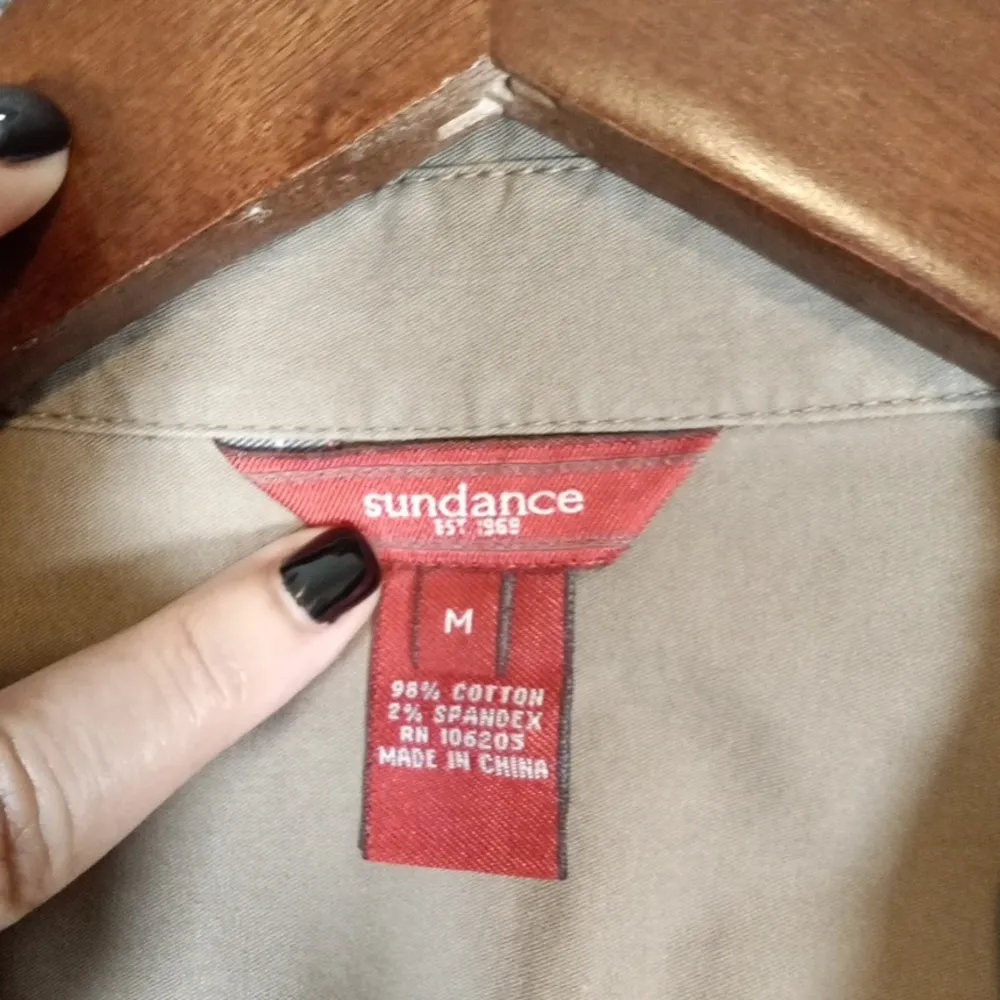 sundance
EST 1969
M
98% COTTON
2% SPANDEX
RN 106205
MADE IN CHINA